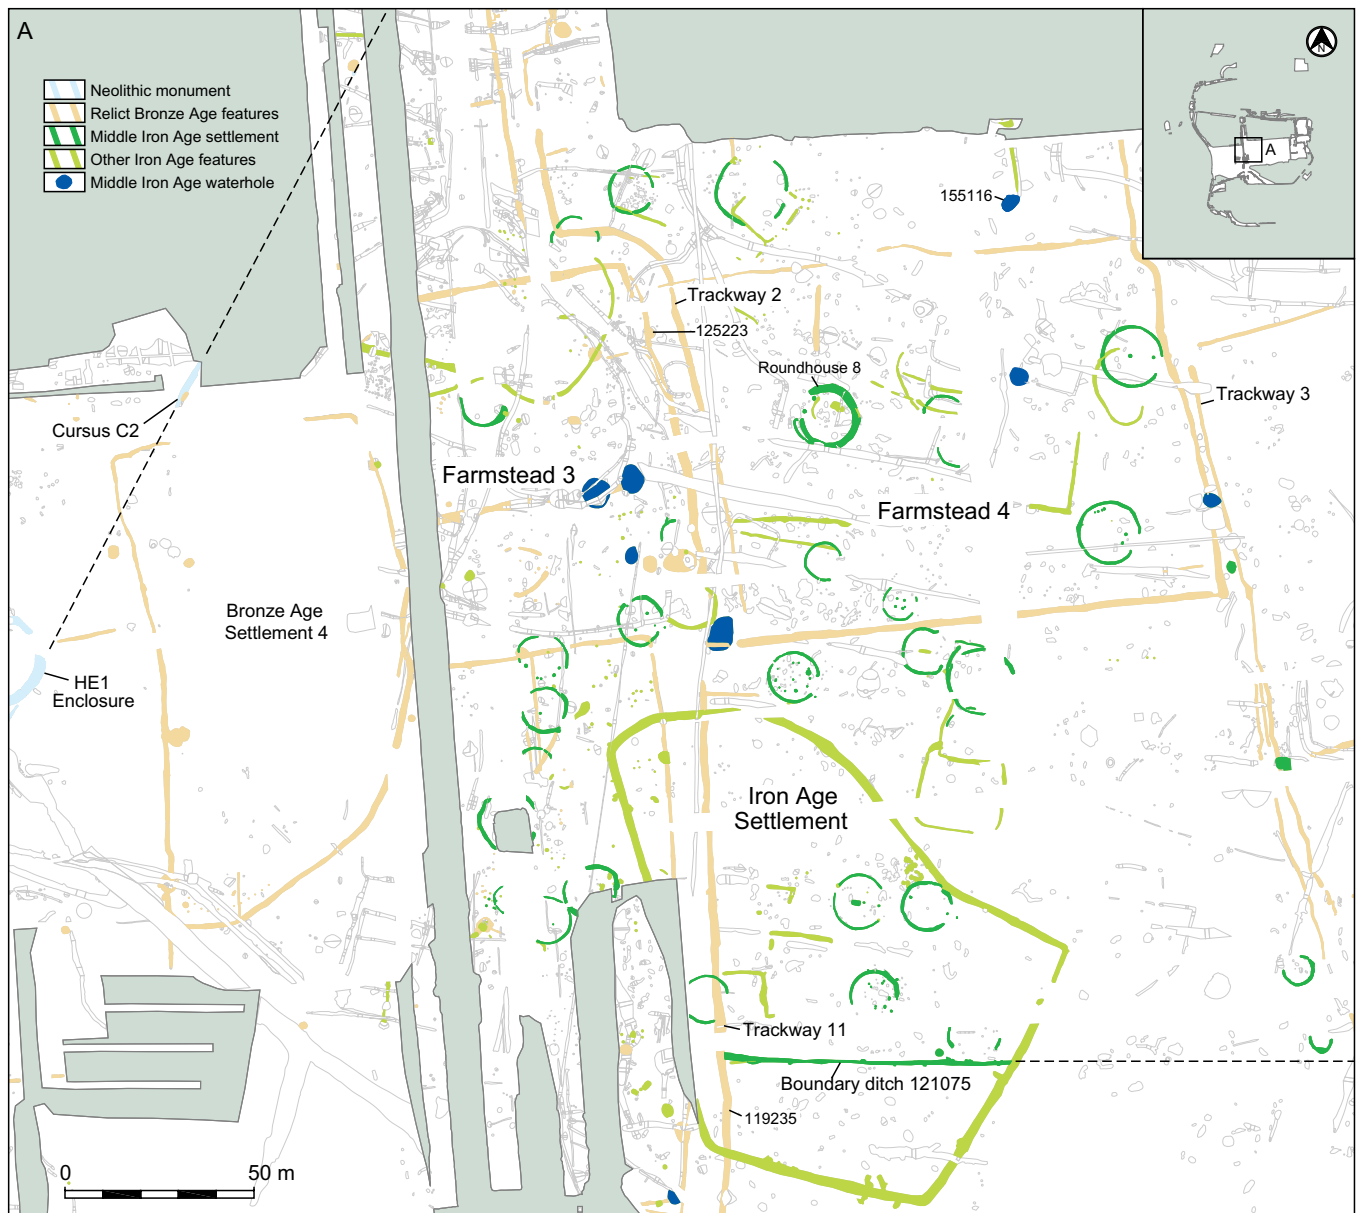 A
N
A
Neolithic monument
Relict Bronze Age features
Middle Iron Age settlement
Other Iron Age features
Middle Iron Age waterhole
155116
Trackway 2
125223
Roundhouse 8
Trackway 3
Cursus C2
Farmstead 3
Farmstead 4
Bronze Age
Settlement 4
HE1
Enclosure
Iron Age
Settlement
Trackway 11
Boundary ditch 121075
119235
0 50 m